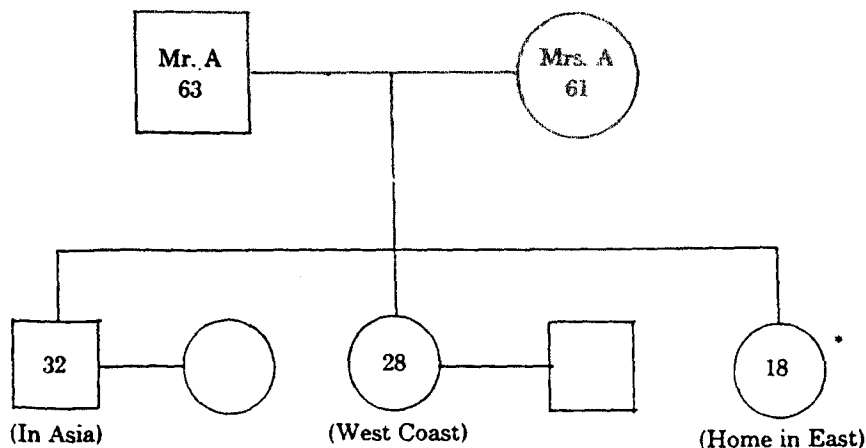 Mr. A
63
Mrs. A
61
32
28
18
*
(In Asia)
(West Coast)
(Home in East)